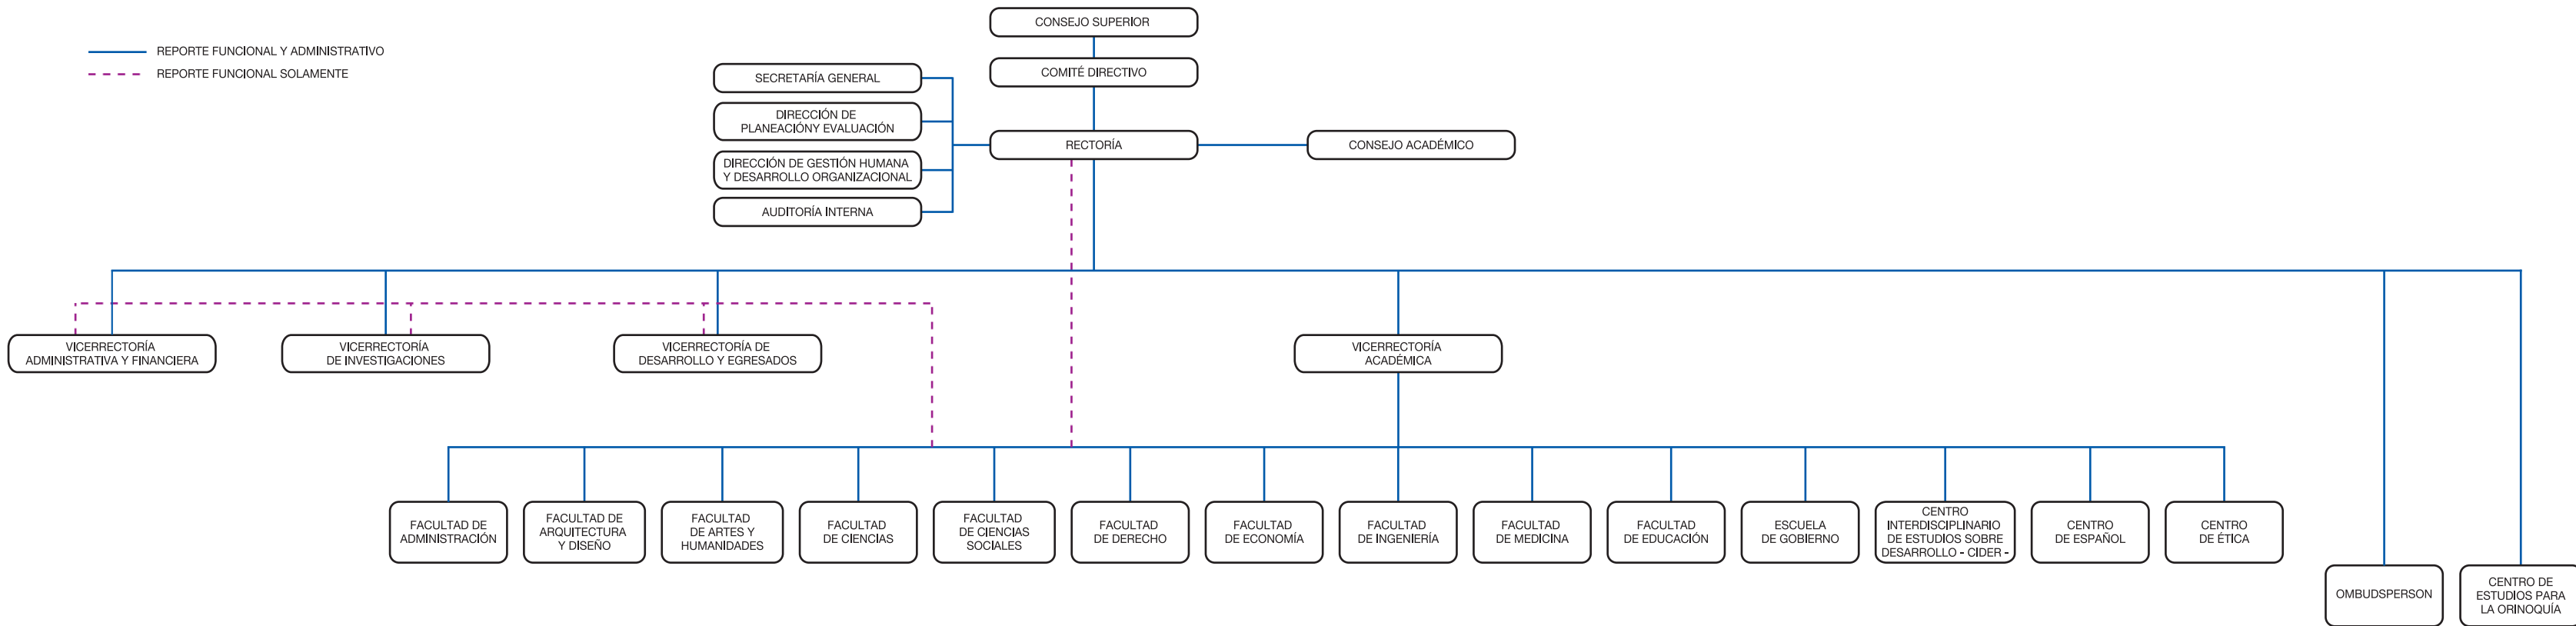 CONSEJO SUPERIOR
REPORTE FUNCIONAL Y ADMINISTRATIVO
REPORTE FUNCIONAL SOLAMENTE
COMITÉ DIRECTIVO
SECRETARÍA GENERAL
DIRECCIÓN DE
PLANEACIÓNY EVALUACIÓN
RECTORÍA
CONSEJO ACADÉMICO
DIRECCIÓN DE GESTIÓN HUMANA
Y DESARROLLO ORGANIZACIONAL
AUDITORÍA INTERNA
VICERRECTORÍA
ADMINISTRATIVA Y FINANCIERA
VICERRECTORÍA
DE INVESTIGACIONES
VICERRECTORÍA DE
DESARROLLO Y EGRESADOS
VICERRECTORÍA
ACADÉMICA
FACULTAD DE
ADMINISTRACIÓN
FACULTAD DE
ARQUITECTURA
Y DISEÑO
FACULTAD
DE ARTES Y
HUMANIDADES
FACULTAD
DE CIENCIAS
FACULTAD
DE CIENCIAS
SOCIALES
FACULTAD
DE DERECHO
FACULTAD
DE ECONOMÍA
FACULTAD
DE INGENIERÍA
FACULTAD
DE MEDICINA
FACULTAD
DE EDUCACIÓN
ESCUELA
DE GOBIERNO
CENTRO
INTERDISCIPLINARIO
DE ESTUDIOS SOBRE
DESARROLLO - CIDER -
CENTRO
DE ESPAÑOL
CENTRO
DE ÉTICA
OMBUDSPERSON
CENTRO DE
ESTUDIOS PARA
LA ORINOQUÍA